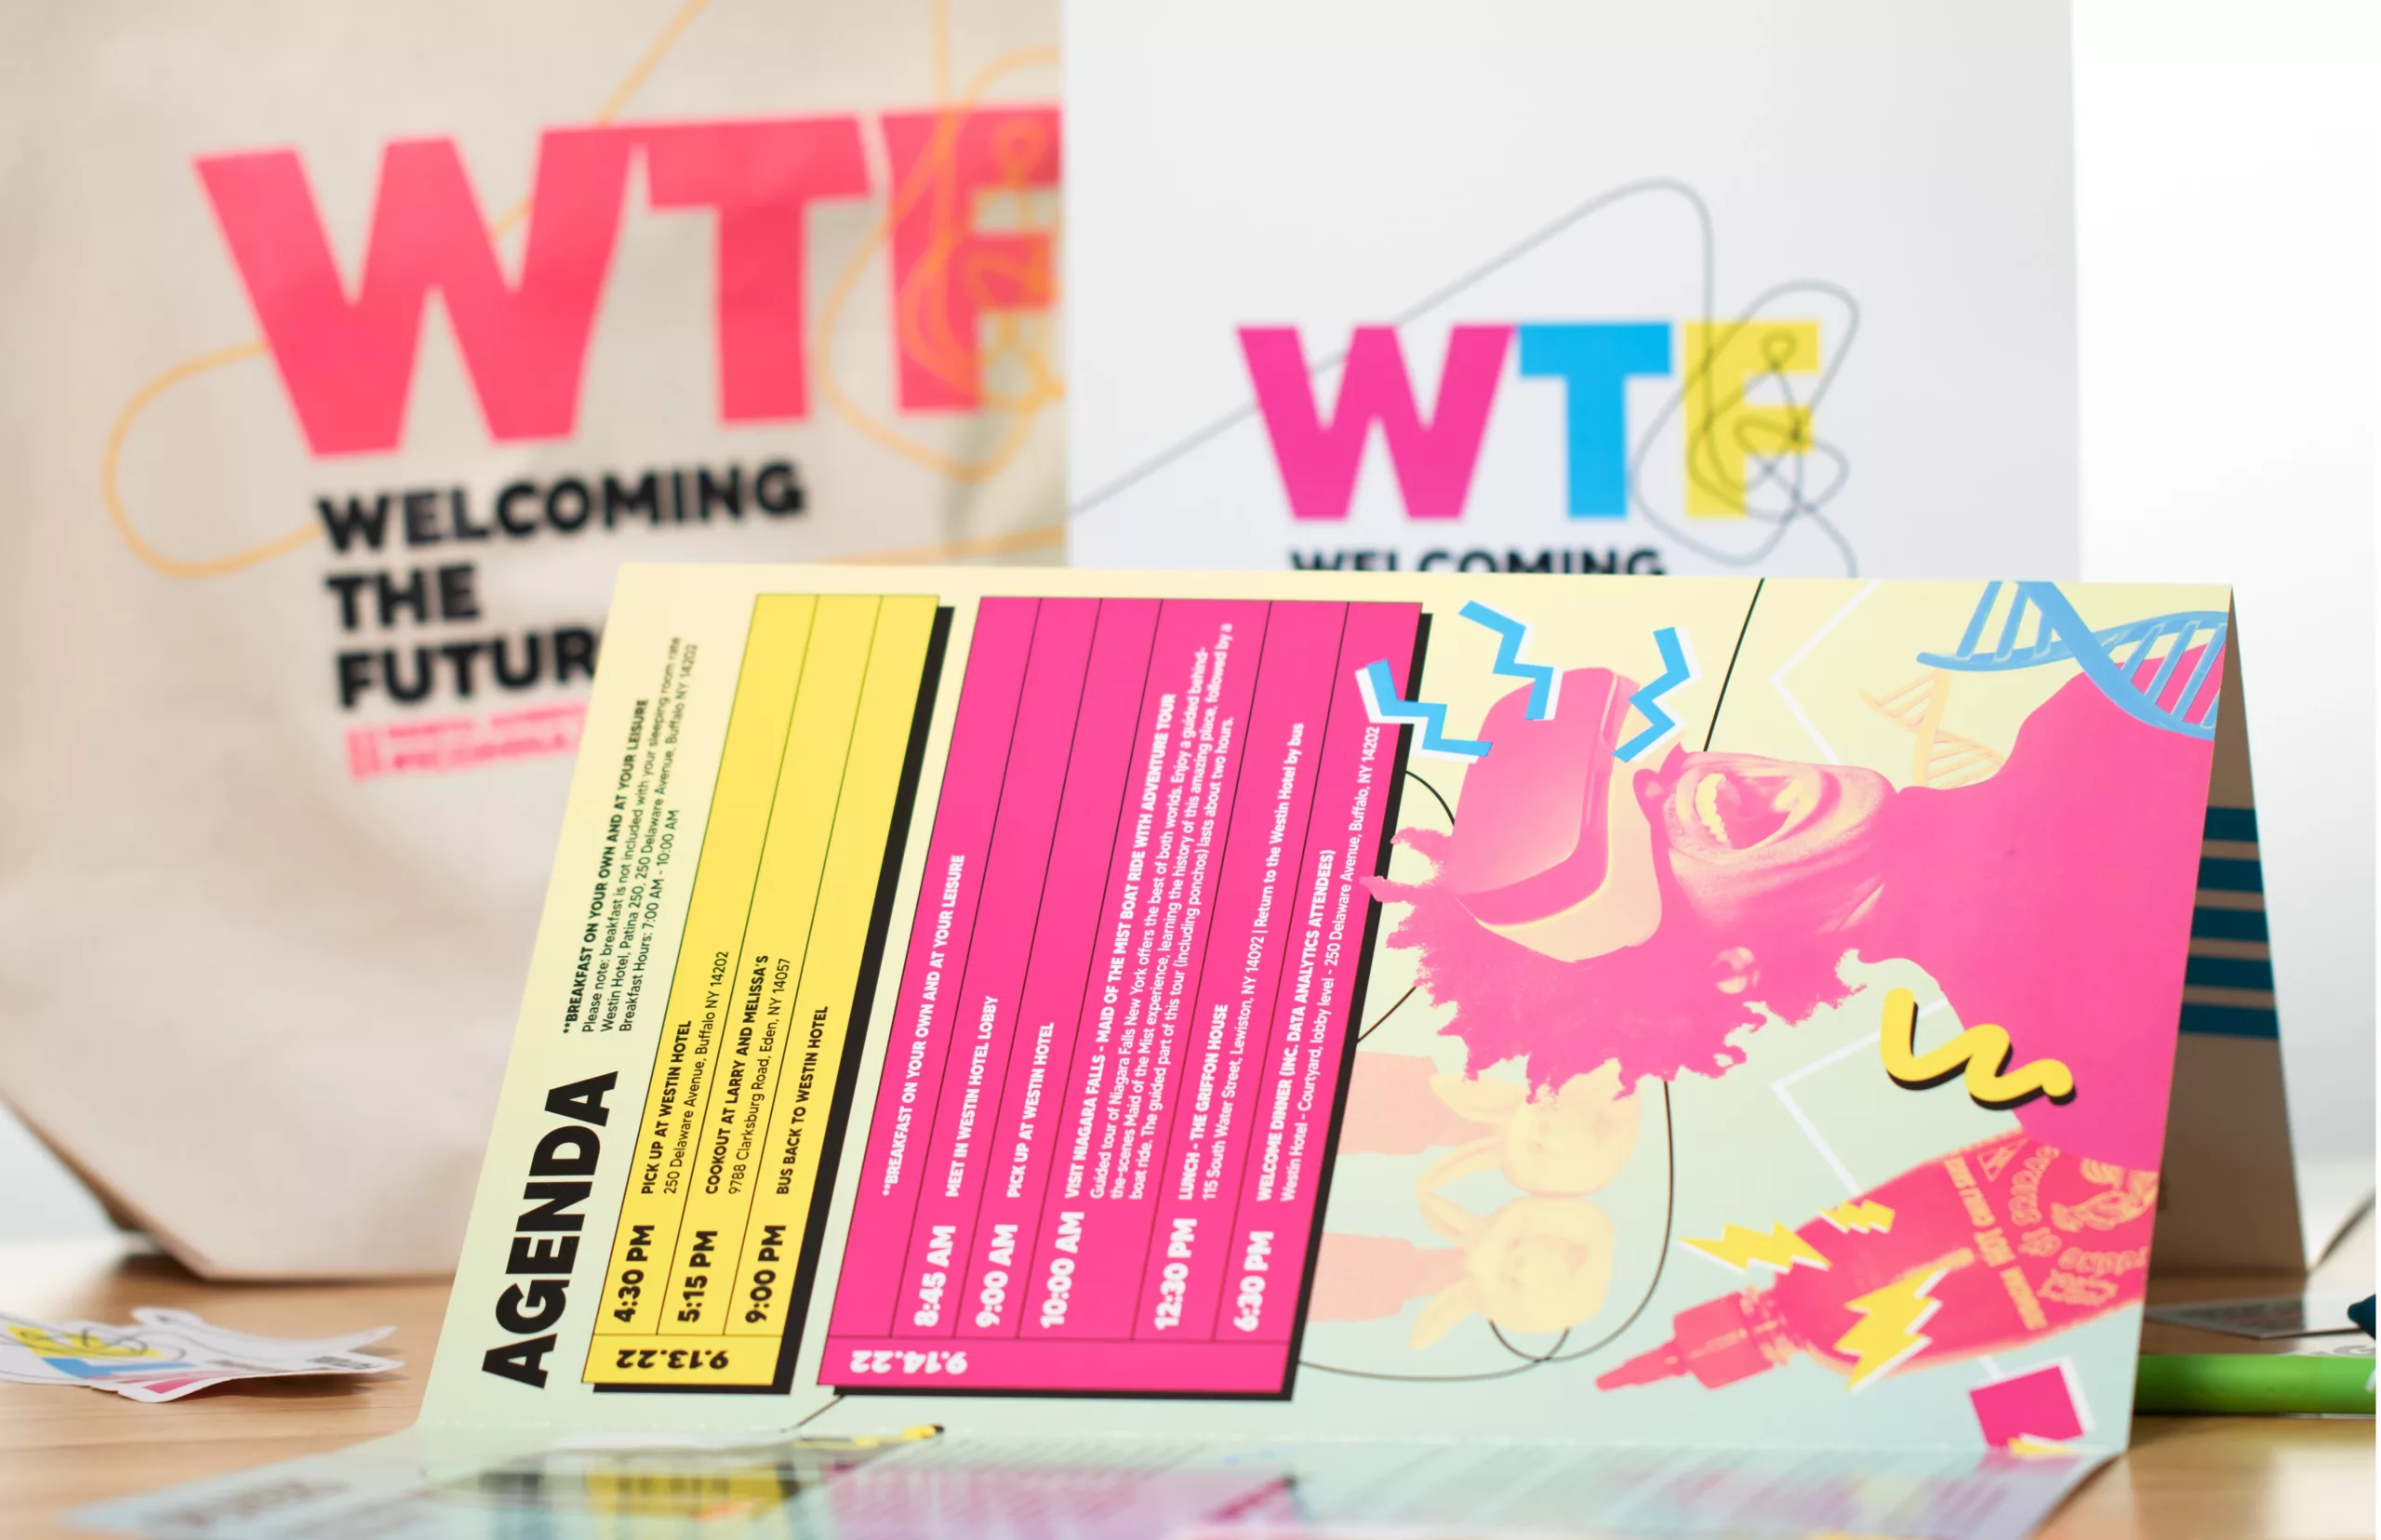 WTF
WELCOMING
THE
FUTUR
WTF
WELCOMING
AGENDA
**BREAKFAST ON YOUR OWN AND AT YOUR LEISURE
Please note: breakfast is not included with your sleeping room rate
Westin Hotel, Patina 250, 250 Delaware Avenue, Buffalo NY 14202
Breakfast Hours: 7:00 AM - 10:00 AM
9.13.22
4:30 PM PICK UP AT WESTIN HOTEL
250 Delaware Avenue, Buffalo NY 14202
5:15 PM COOKOUT AT LARRY AND MELISSA'S
9788 Clarksburg Road, Eden, NY 14057
9:00 PM BUS BACK TO WESTIN HOTEL
9.14.22
**BREAKFAST ON YOUR OWN AND AT YOUR LEISURE
8:45 AM MEET IN WESTIN HOTEL LOBBY
9:00 AM PICK UP AT WESTIN HOTEL
10:00 AM VISIT NIAGARA FALLS - MAID OF THE MIST BOAT RIDE WITH ADVENTURE TOUR
Guided tour of Niagara Falls New York offers the best of both worlds. Enjoy a guided behind-
the-scenes Maid of the Mist experience, learning the history of this amazing place, followed by a
boat ride. The guided part of this tour (including ponchos) lasts about two hours.
12:30 PM LUNCH - THE GRIFFON HOUSE
115 South Water Street, Lewiston, NY 14092 | Return to the Westin Hotel by bus
6:30 PM WELCOME DINNER (INC. DATA ANALYTICS ATTENDEES)
Westin Hotel - Courtyard, lobby level - 250 Delaware Avenue, Buffalo, NY 14202